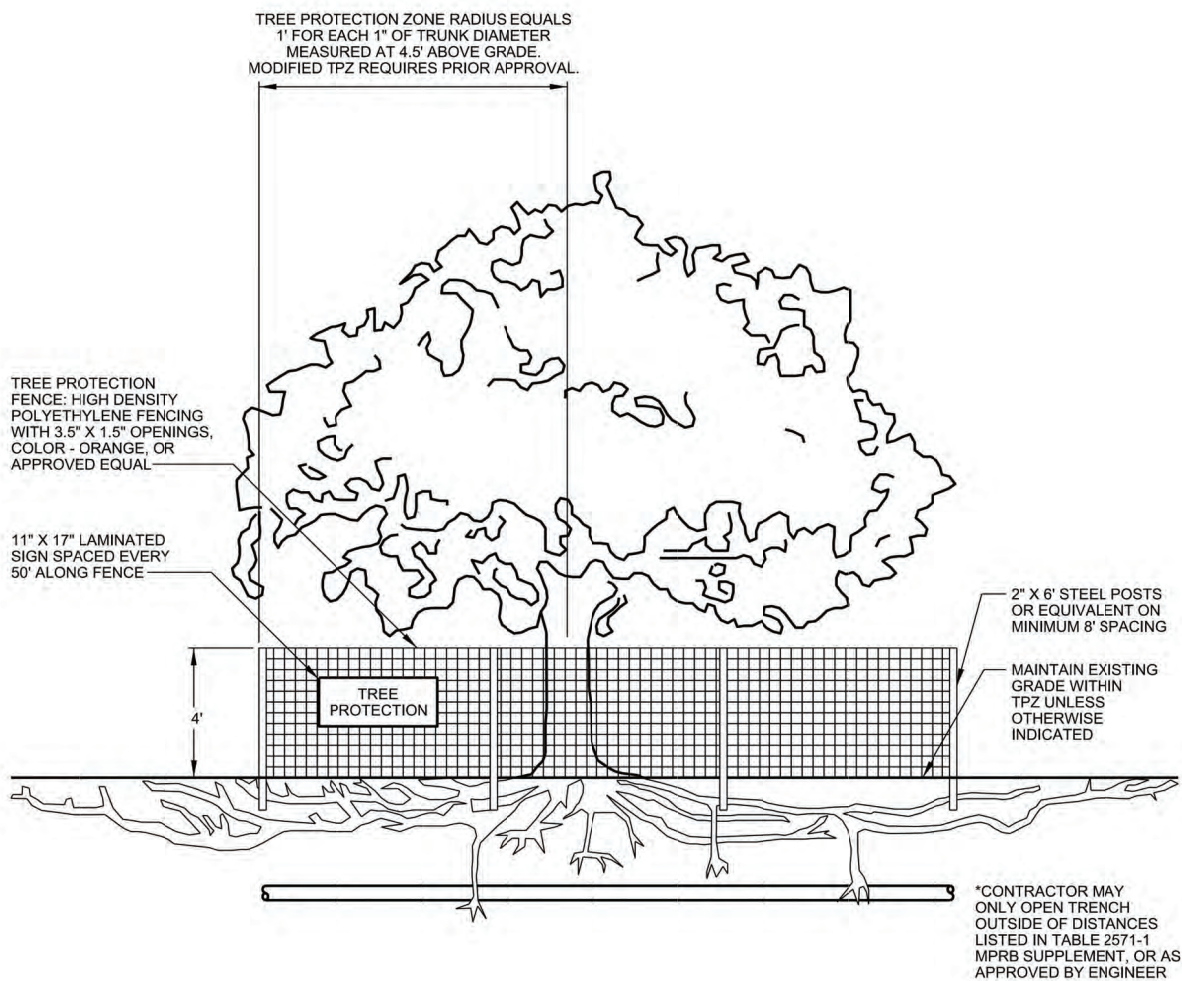 TREE PROTECTION ZONE RADIUS EQUALS
1' FOR EACH 1" OF TRUNK DIAMETER
MEASURED AT 4.5' ABOVE GRADE.
MODIFIED TPZ REQUIRES PRIOR APPROVAL.
TREE PROTECTION
FENCE: HIGH DENSITY
POLYETHYLENE FENCING
WITH 3.5" X 1.5" OPENINGS,
COLOR - ORANGE, OR
APPROVED EQUAL
11" X 17" LAMINATED
SIGN SPACED EVERY
50' ALONG FENCE
2" X 6' STEEL POSTS
OR EQUIVALENT ON
MINIMUM 8' SPACING
MAINTAIN EXISTING
GRADE WITHIN
TPZ UNLESS
OTHERWISE
INDICATED
TREE
PROTECTION
4'
*CONTRACTOR MAY
ONLY OPEN TRENCH
OUTSIDE OF DISTANCES
LISTED IN TABLE 2571-1
MPRB SUPPLEMENT, OR AS
APPROVED BY ENGINEER